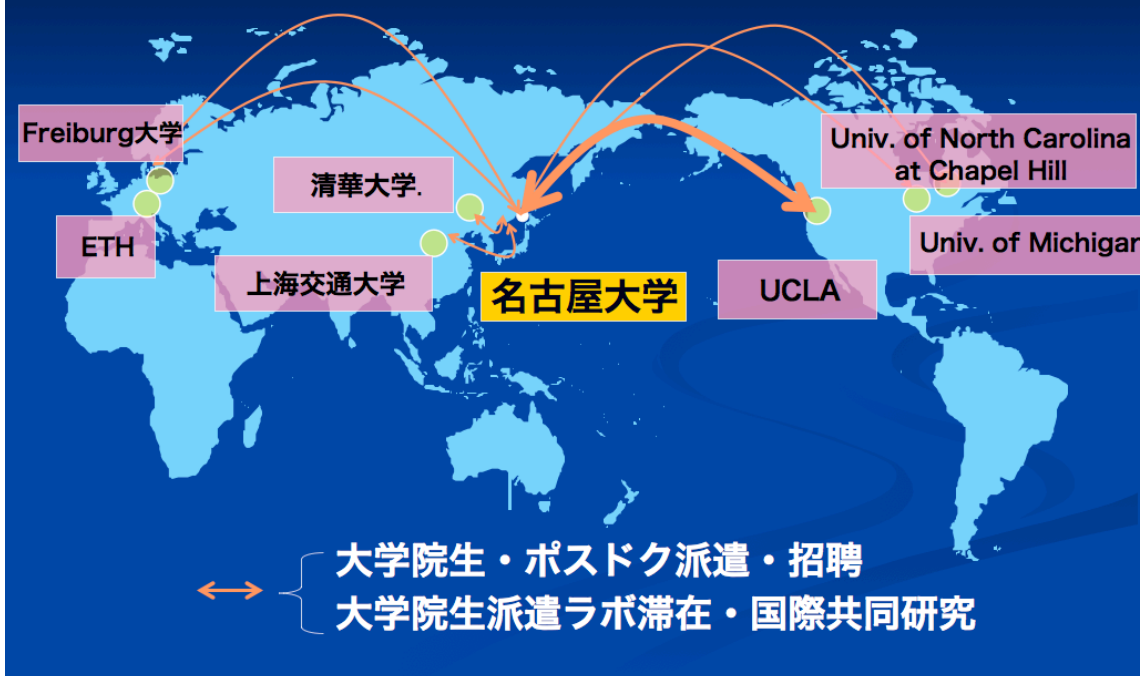 Freiburg大学
Univ. of North Carolina
at Chapel Hill
清華大学.
ETH
Univ. of Michigan
上海交通大学
名古屋大学
UCLA
大学院生・ポスドク派遣・招聘
大学院生派遣ラボ滞在・国際共同研究